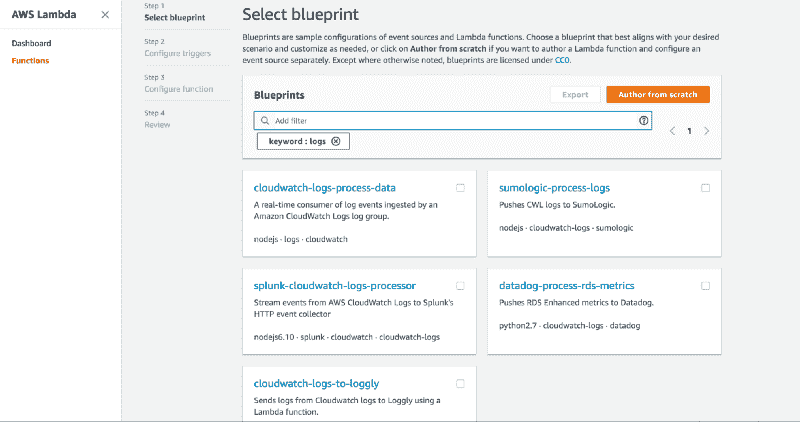 AWS Lambda
Dashboard
Functions
Step 1
Select blueprint
Step 2
Configure triggers
Step 3
Configure function
Step 4
Review
Select blueprint
Blueprints are sample configurations of event sources and Lambda functions. Choose a blueprint that best aligns with your desired
scenario and customize as needed, or click on Author from scratch if you want to author a Lambda function and configure an
event source separately. Except where otherwise noted, blueprints are licensed under CC0.
Blueprints
Export
Author from scratch
Add filter
1
keyword : logs
cloudwatch-logs-process-data
A real-time consumer of log events ingested by an
Amazon CloudWatch Logs log group.
nodejs · logs · cloudwatch
sumologic-process-logs
Pushes CWL logs to SumoLogic.
nodejs · cloudwatch-logs · sumologic
splunk-cloudwatch-logs-processor
Stream events from AWS CloudWatch Logs to Splunk's
HTTP event collector
nodejs6.10 · splunk · cloudwatch · cloudwatch-logs
datadog-process-rds-metrics
Pushes RDS Enhanced metrics to Datadog.
python2.7 · cloudwatch-logs · datadog
cloudwatch-logs-to-loggly
Sends logs from Cloudwatch logs to Loggly using a
Lambda function.